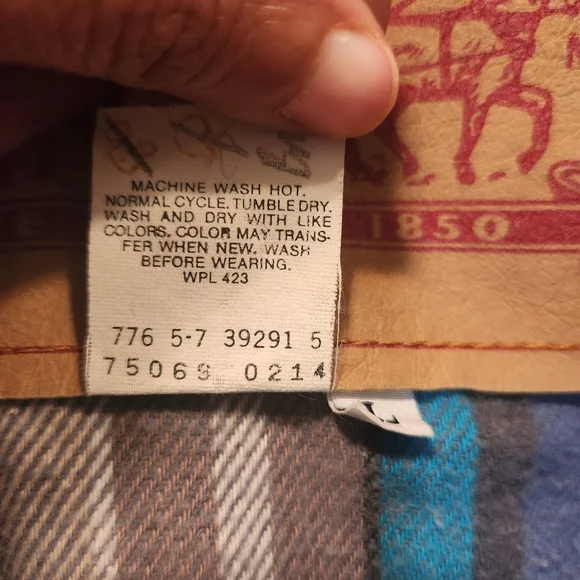 MACHINE WASH HOT.
NORMAL CYCLE. TUMBLE DRY.
WASH AND DRY WITH LIKE
COLORS. COLOR MAY TRANS-
FER WHEN NEW. WASH
BEFORE WEARING.
WPL 423
776 5-7 39291 5
75069 0214
1850
L